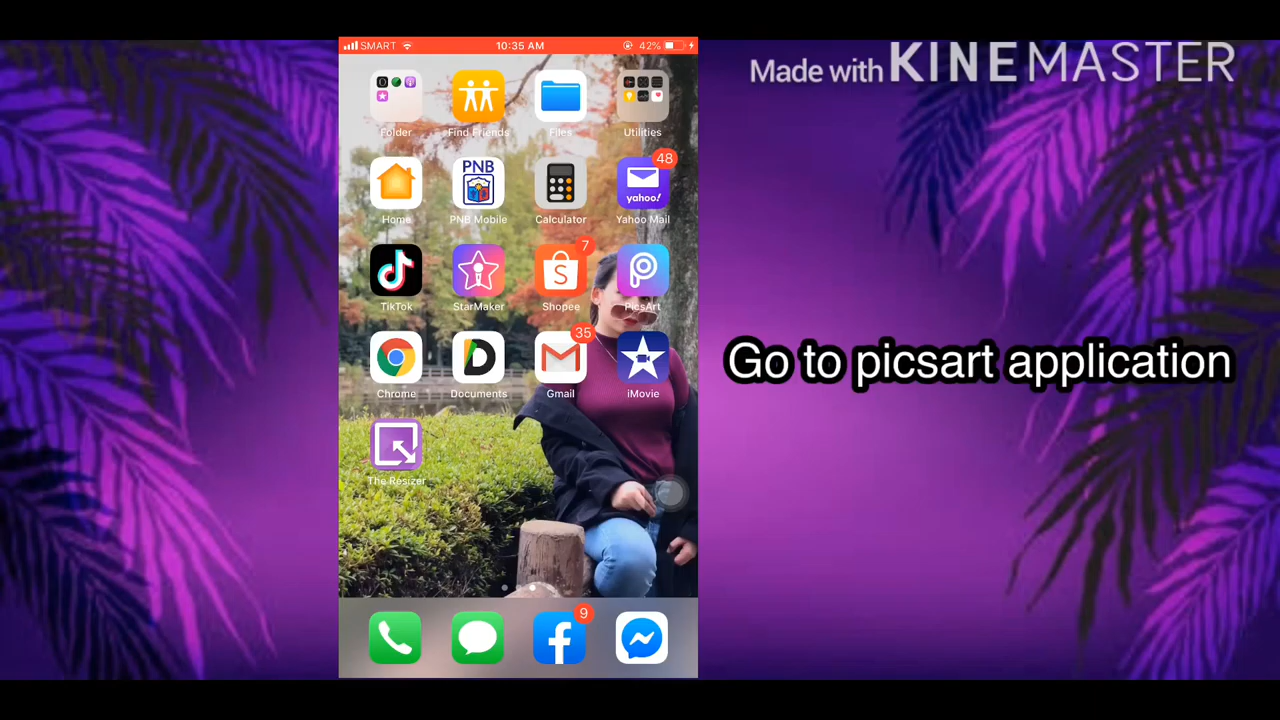 SMART 10:35 AM 42%
Made with KINEMASTER
Folder Find Friends Files Utilities
PNB 48
yahoo!
Home PNB Mobile Calculator Yahoo Mail
7
TikTok StarMaker Shopee PicsArt
35
Go to picsart application
Chrome Documents Gmail iMovie
The Resizer
9